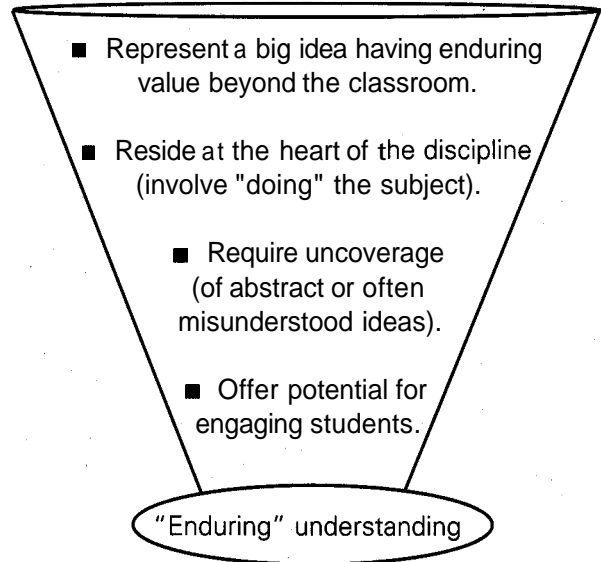 ■ Represent a big idea having enduring
value beyond the classroom.
■ Reside at the heart of the discipline
(involve "doing" the subject).
■ Require uncoverage
(of abstract or often
misunderstood ideas).
■ Offer potential for
engaging students.
"Enduring" understanding